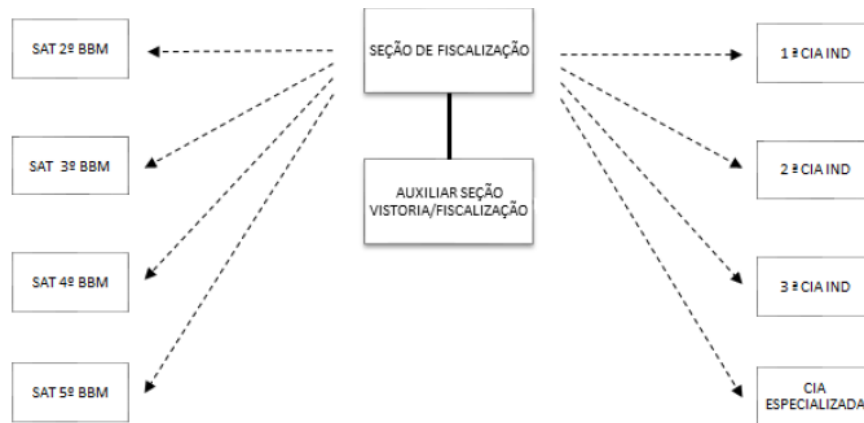 SAT 2º BBM
SEÇÃO DE FISCALIZAÇÃO
1ª CIA IND
SAT 3º BBM
AUXILIAR SEÇÃO
VISTORIA/FISCALIZAÇÃO
2ª CIA IND
SAT 4º BBM
3ª CIA IND
SAT 5º BBM
CIA
ESPECIALIZADA